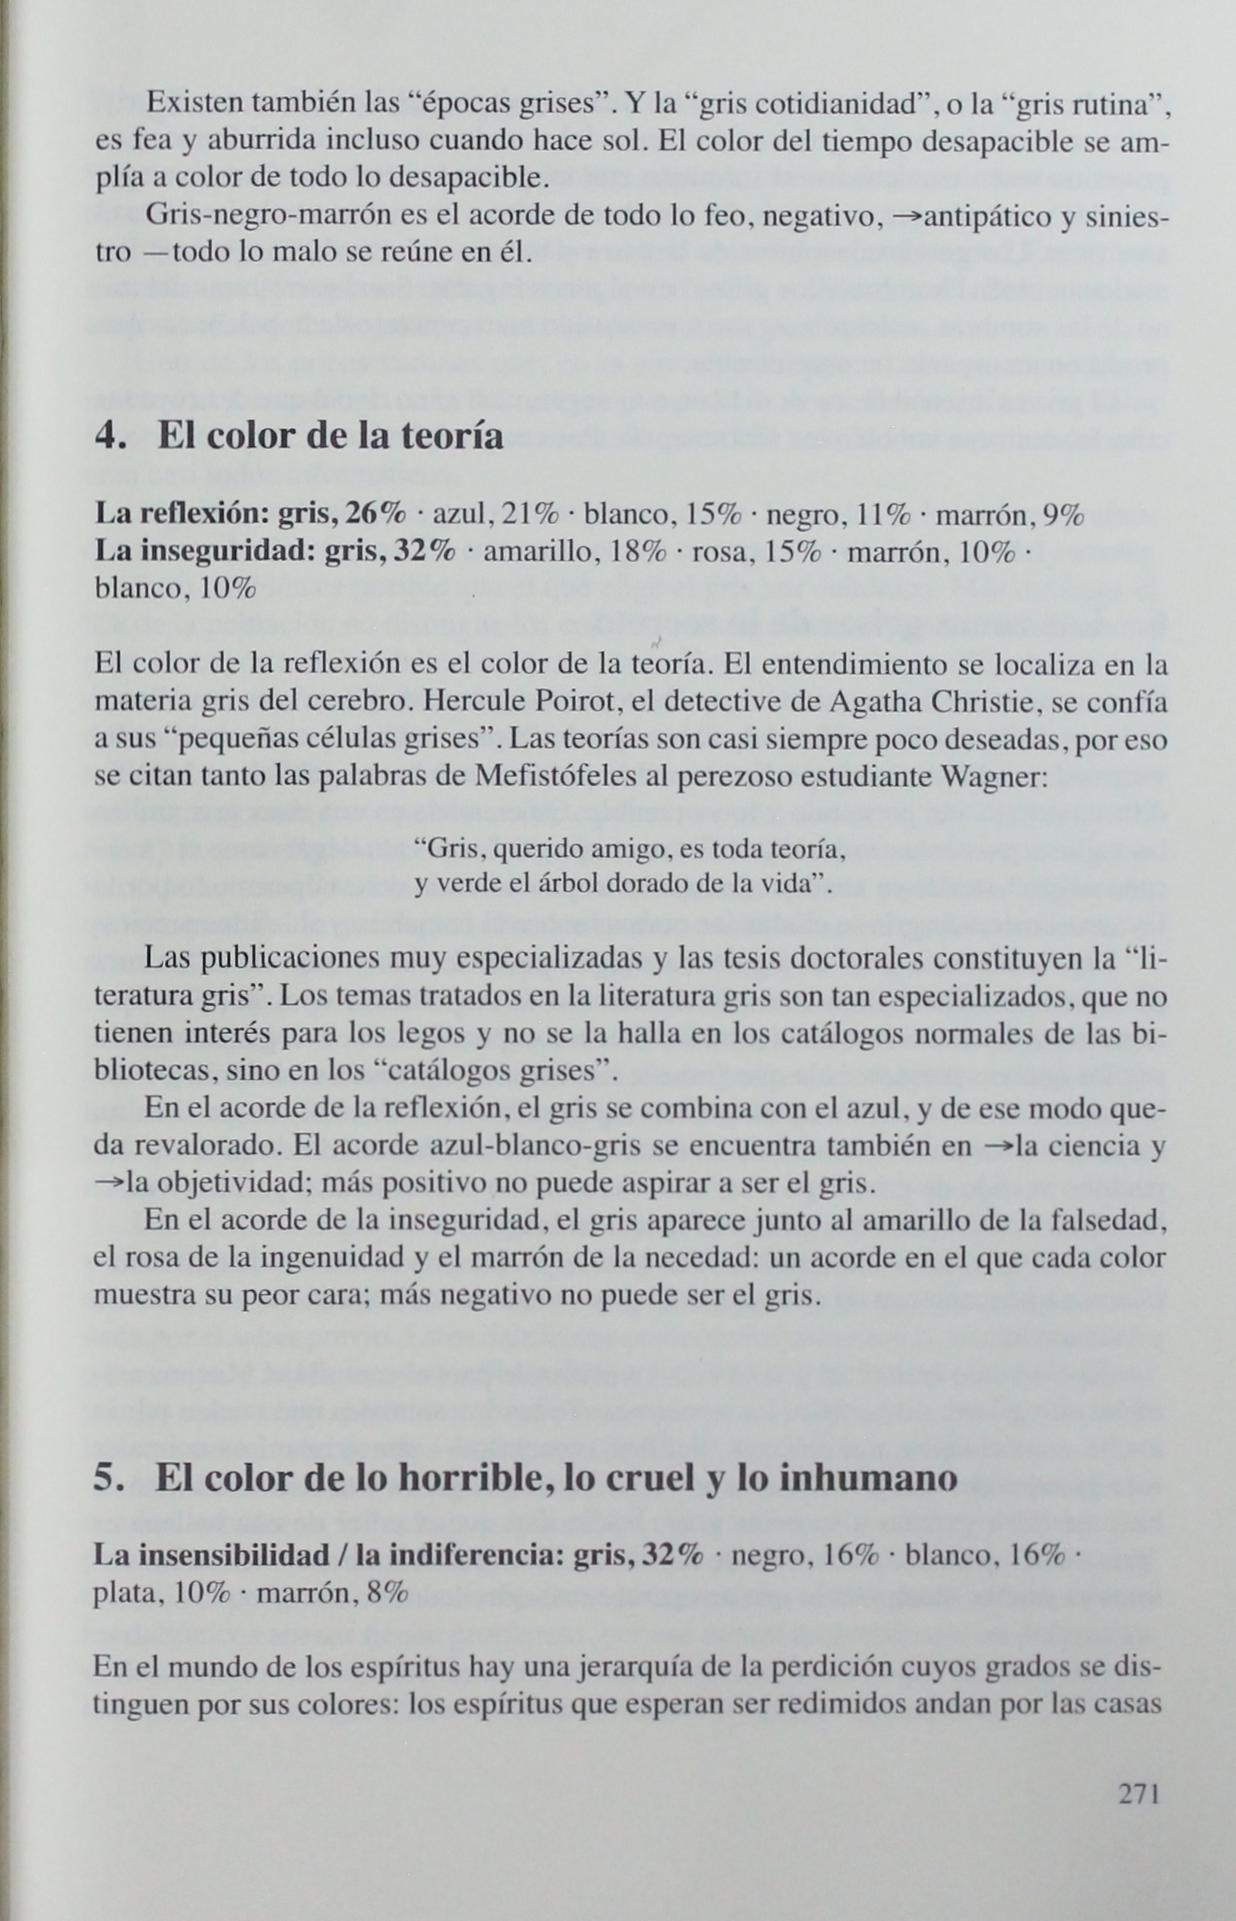 Existen también las “épocas grises”. Y la “gris cotidianidad”, o la “gris rutina”,
es fea y aburrida incluso cuando hace sol. El color del tiempo desapacible se am-
plía a color de todo lo desapacible.
Gris-negro-marrón es el acorde de todo lo feo, negativo, →antipático y sinies-
tro —todo lo malo se reúne en él.
4. El color de la teoría
La reflexión: gris, 26% · azul, 21% · blanco, 15% · negro, 11% · marrón, 9%
La inseguridad: gris, 32% · amarillo, 18% · rosa, 15% · marrón, 10% ·
blanco, 10%
El color de la reflexión es el color de la teoría. El entendimiento se localiza en la
materia gris del cerebro. Hercule Poirot, el detective de Agatha Christie, se confía
a sus “pequeñas células grises”. Las teorías son casi siempre poco deseadas, por eso
se citan tanto las palabras de Mefistófeles al perezoso estudiante Wagner:
“Gris, querido amigo, es toda teoría,
y verde el árbol dorado de la vida”.
Las publicaciones muy especializadas y las tesis doctorales constituyen la “li-
teratura gris”. Los temas tratados en la literatura gris son tan especializados, que no
tienen interés para los legos y no se la halla en los catálogos normales de las bi-
bliotecas, sino en los “catálogos grises”.
En el acorde de la reflexión, el gris se combina con el azul, y de ese modo que-
da revalorado. El acorde azul-blanco-gris se encuentra también en →la ciencia y
→la objetividad; más positivo no puede aspirar a ser el gris.
En el acorde de la inseguridad, el gris aparece junto al amarillo de la falsedad,
el rosa de la ingenuidad y el marrón de la necedad: un acorde en el que cada color
muestra su peor cara; más negativo no puede ser el gris.
5. El color de lo horrible, lo cruel y lo inhumano
La insensibilidad / la indiferencia: gris, 32% · negro, 16% · blanco, 16% ·
plata, 10% · marrón, 8%
En el mundo de los espíritus hay una jerarquía de la perdición cuyos grados se dis-
tinguen por sus colores: los espíritus que esperan ser redimidos andan por las casas
271